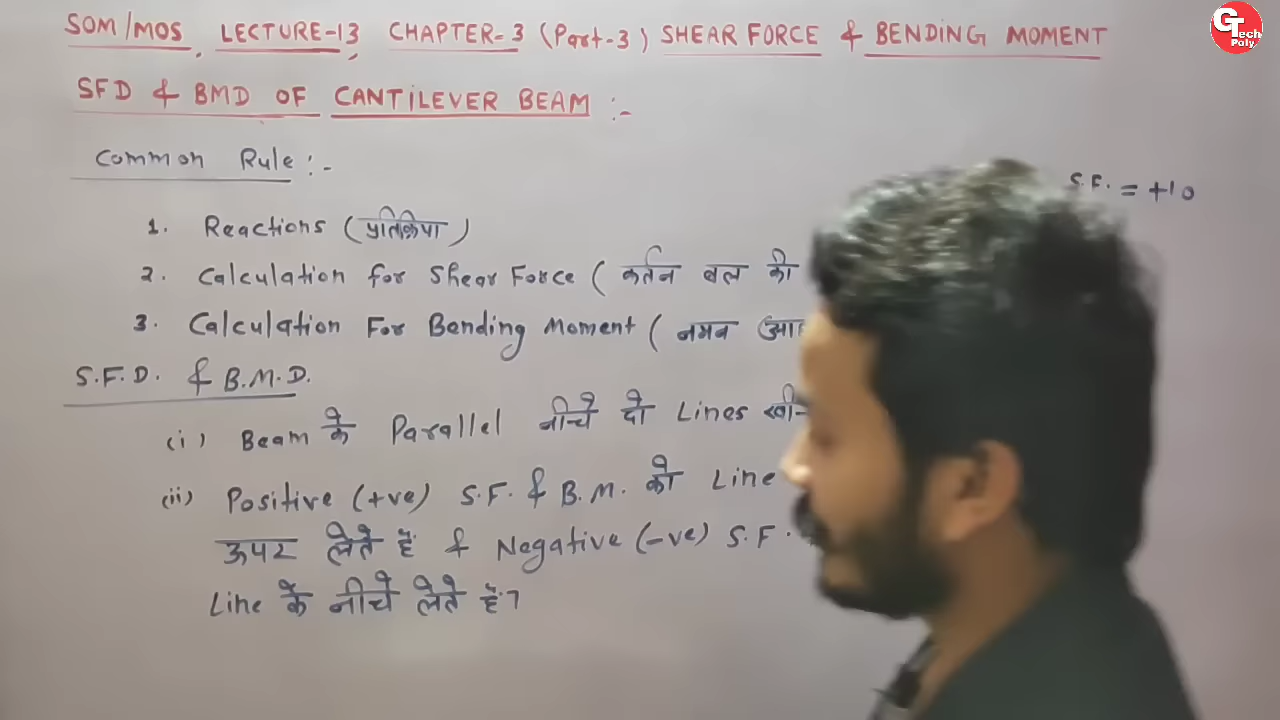 SOM/MOS, LECTURE-13, CHAPTER-3 (Part-3) SHEAR FORCE & BENDING MOMENT
SFD & BMD OF CANTILEVER BEAM :-
Common Rule :-
S.F. = +10
1. Reactions (प्रतिक्रिया)
2. Calculation for Shear Force ( कर्तन बल की
3. Calculation For Bending Moment ( नमन
S.F.D. & B.M.D.
(i) Beam के Parallel नीचे दो Lines
(ii) Positive (+ve) S.F. & B.M. को Line
ऊपर लेते हैं & Negative (-ve) S.F.
Line के नीचे लेते हैं।
GTech Poly